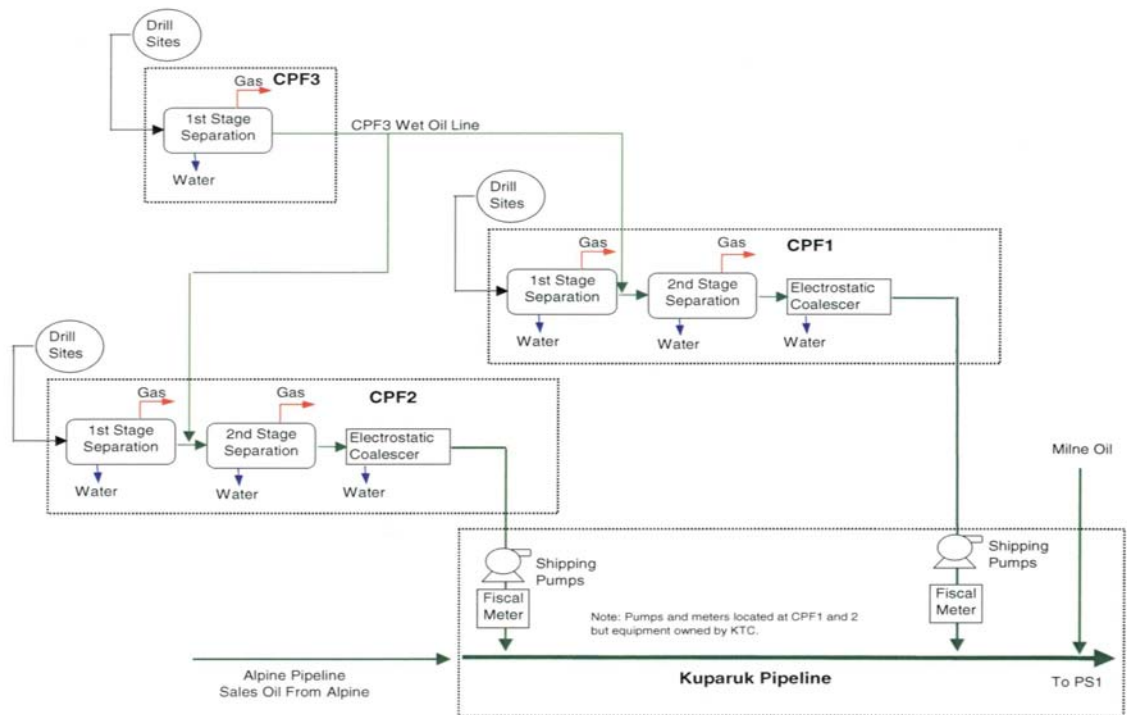 Drill
Sites
Gas
CPF3
1st Stage
Separation
Water
CPF3 Wet Oil Line
Drill
Sites
CPF1
Gas
Gas
1st Stage
Separation
2nd Stage
Separation
Electrostatic
Coalescer
Water
Water
Water
Drill
Sites
CPF2
Gas
Gas
1st Stage
Separation
2nd Stage
Separation
Electrostatic
Coalescer
Water
Water
Water
Milne Oil
Shipping
Pumps
Shipping
Pumps
Fiscal
Meter
Fiscal
Meter
Note: Pumps and meters located at CPF1 and 2
but equipment owned by KTC.
Alpine Pipeline
Sales Oil From Alpine
Kuparuk Pipeline
To PS1